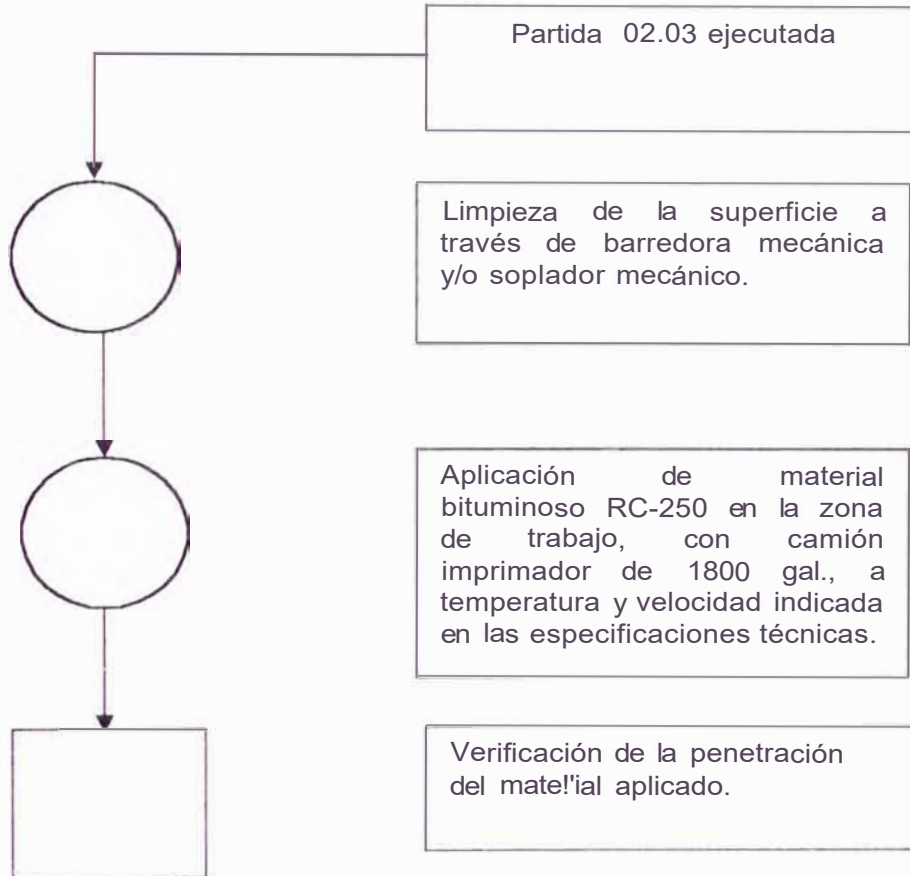 Partida 02.03 ejecutada
Limpieza de la superficie a
través de barredora mecánica
y/o soplador mecánico.
Aplicación de material
bituminoso RC-250 en la zona
de trabajo, con camión
imprimador de 1800 gal., a
temperatura y velocidad indicada
en las especificaciones técnicas.
Verificación de la penetración
del mate!'ial aplicado.